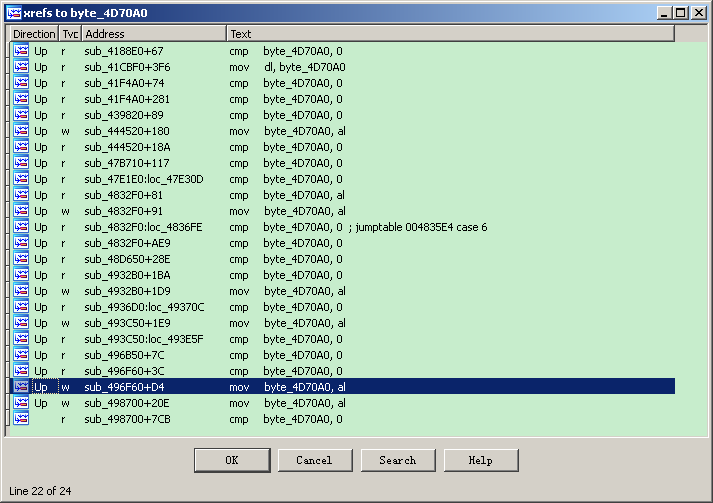 xrefs to byte_4D70A0
Direction Tyc Address Text
Up r sub_4188E0+67 cmp byte_4D70A0, 0
Up r sub_41CBF0+3F6 mov dl, byte_4D70A0
Up r sub_41F4A0+74 cmp byte_4D70A0, 0
Up r sub_41F4A0+281 cmp byte_4D70A0, 0
Up r sub_439820+89 cmp byte_4D70A0, 0
Up w sub_444520+180 mov byte_4D70A0, al
Up r sub_444520+18A cmp byte_4D70A0, 0
Up r sub_47B710+117 cmp byte_4D70A0, 0
Up r sub_47E1E0:loc_47E30D cmp byte_4D70A0, 0
Up r sub_4832F0+81 cmp byte_4D70A0, al
Up w sub_4832F0+91 mov byte_4D70A0, al
Up r sub_4832F0:loc_4836FE cmp byte_4D70A0, 0 ; jumptable 004835E4 case 6
Up r sub_4832F0+AE9 cmp byte_4D70A0, 0
Up r sub_48D650+28E cmp byte_4D70A0, 0
Up r sub_4932B0+1BA cmp byte_4D70A0, 0
Up w sub_4932B0+1D9 mov byte_4D70A0, al
Up r sub_4936D0:loc_49370C cmp byte_4D70A0, 0
Up w sub_493C50+1E9 mov byte_4D70A0, al
Up r sub_493C50:loc_493E5F cmp byte_4D70A0, 0
Up r sub_496B50+7C cmp byte_4D70A0, 0
Up r sub_496F60+3C cmp byte_4D70A0, 0
Up w sub_496F60+D4 mov byte_4D70A0, al
Up w sub_498700+20E mov byte_4D70A0, al
r sub_498700+7CB cmp byte_4D70A0, 0
OK Cancel Search Help
Line 22 of 24